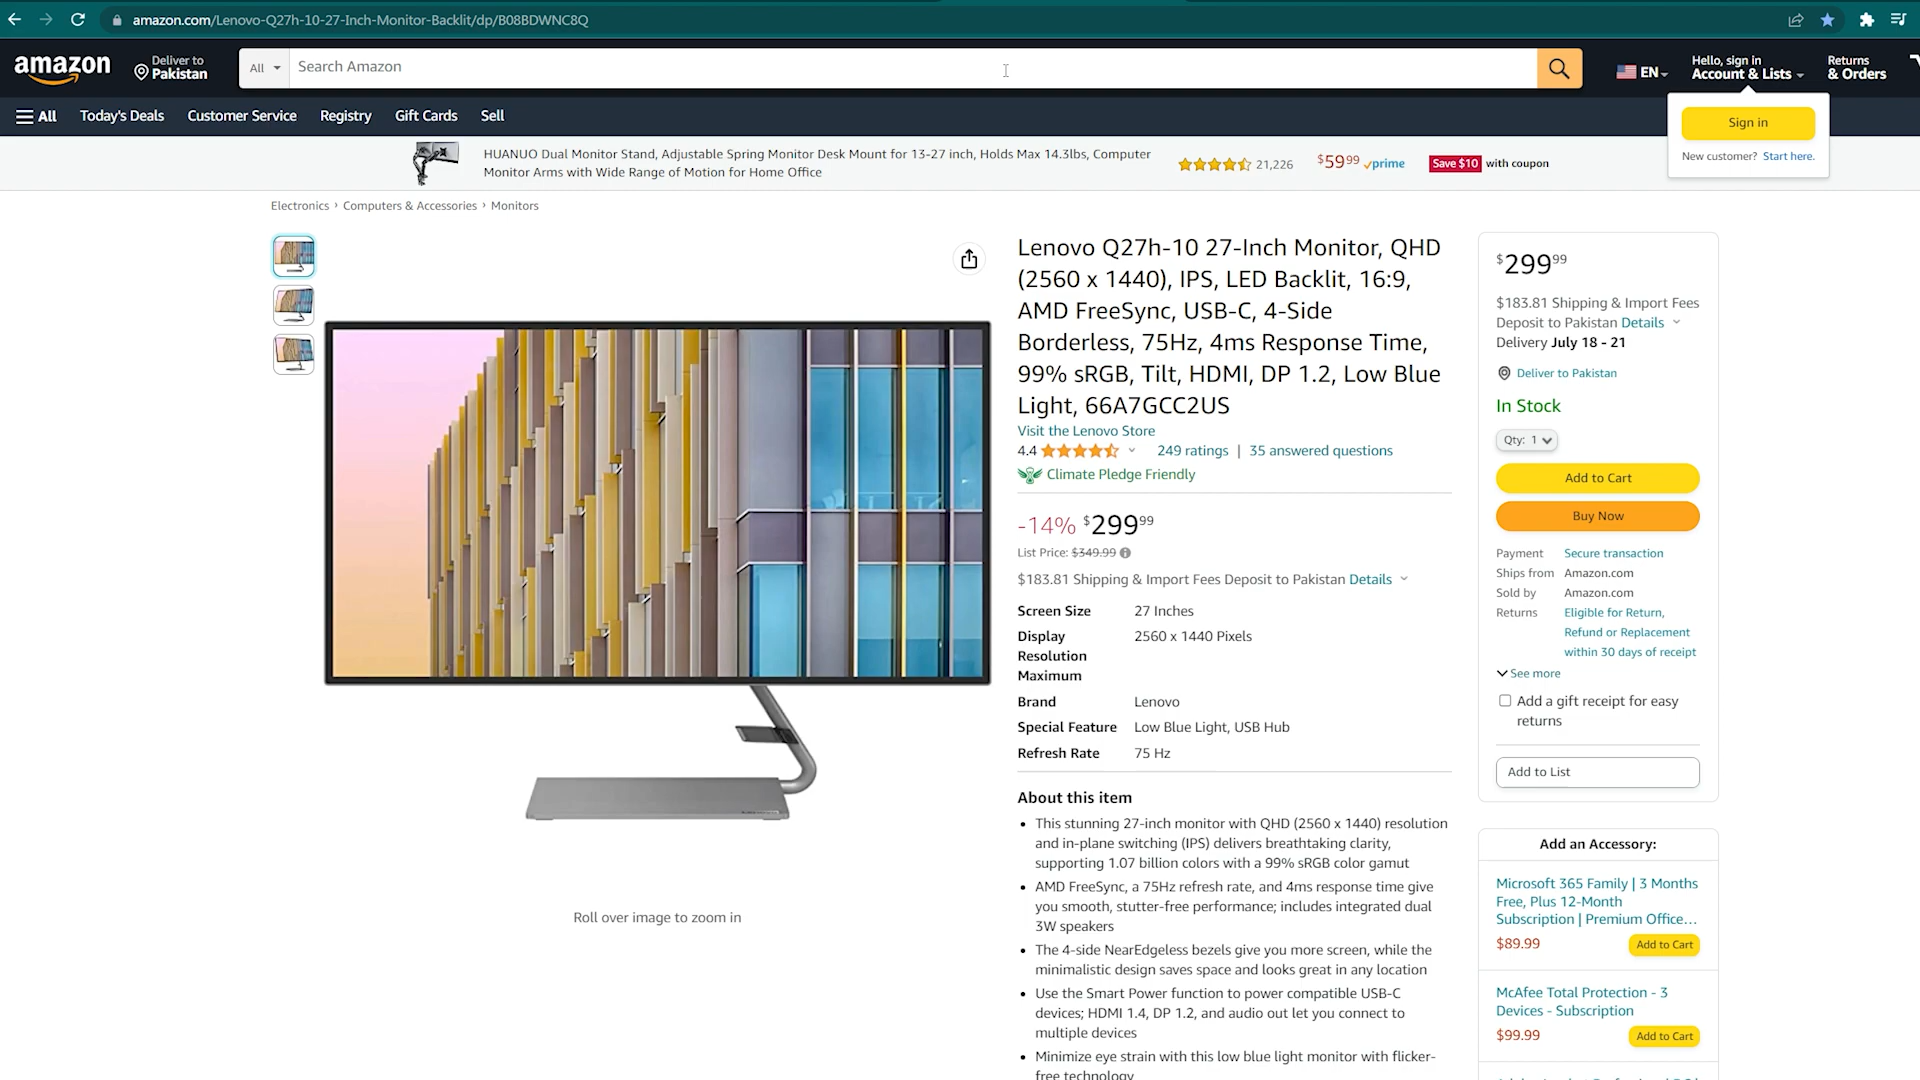 amazon.com/Lenovo-Q27h-10-27-Inch-Monitor-Backlit/dp/B08BDWNC8Q
amazon
Deliver to
Pakistan
All
Search Amazon
EN
Hello, sign in
Account & Lists
Returns
& Orders
All
Today's Deals
Customer Service
Registry
Gift Cards
Sell
Sign in
New customer? Start here.
HUANUO Dual Monitor Stand, Adjustable Spring Monitor Desk Mount for 13-27 inch, Holds Max 14.3lbs, Computer
Monitor Arms with Wide Range of Motion for Home Office
21,226
$59 99 prime
Save $10 with coupon
Electronics › Computers & Accessories › Monitors
Roll over image to zoom in
Lenovo Q27h-10 27-Inch Monitor, QHD
(2560 x 1440), IPS, LED Backlit, 16:9,
AMD FreeSync, USB-C, 4-Side
Borderless, 75Hz, 4ms Response Time,
99% sRGB, Tilt, HDMI, DP 1.2, Low Blue
Light, 66A7GCC2US
Visit the Lenovo Store
4.4
249 ratings | 35 answered questions
Climate Pledge Friendly
-14% $299 99
List Price: $349.99
$183.81 Shipping & Import Fees Deposit to Pakistan Details
Screen Size 27 Inches
Display 2560 x 1440 Pixels
Resolution
Maximum
Brand Lenovo
Special Feature Low Blue Light, USB Hub
Refresh Rate 75 Hz
About this item
• This stunning 27-inch monitor with QHD (2560 x 1440) resolution
and in-plane switching (IPS) delivers breathtaking clarity,
supporting 1.07 billion colors with a 99% sRGB color gamut
• AMD FreeSync, a 75Hz refresh rate, and 4ms response time give
you smooth, stutter-free performance; includes integrated dual
3W speakers
• The 4-side NearEdgeless bezels give you more screen, while the
minimalistic design saves space and looks great in any location
• Use the Smart Power function to power compatible USB-C
devices; HDMI 1.4, DP 1.2, and audio out let you connect to
multiple devices
• Minimize eye strain with this low blue light monitor with flicker-
free technology
$299 99
$183.81 Shipping & Import Fees
Deposit to Pakistan Details
Delivery July 18 - 21
Deliver to Pakistan
In Stock
Qty: 1
Add to Cart
Buy Now
Payment Secure transaction
Ships from Amazon.com
Sold by Amazon.com
Returns Eligible for Return,
Refund or Replacement
within 30 days of receipt
See more
Add a gift receipt for easy
returns
Add to List
Add an Accessory:
Microsoft 365 Family | 3 Months
Free, Plus 12-Month
Subscription | Premium Office…
$89.99
Add to Cart
McAfee Total Protection - 3
Devices - Subscription
$99.99
Add to Cart